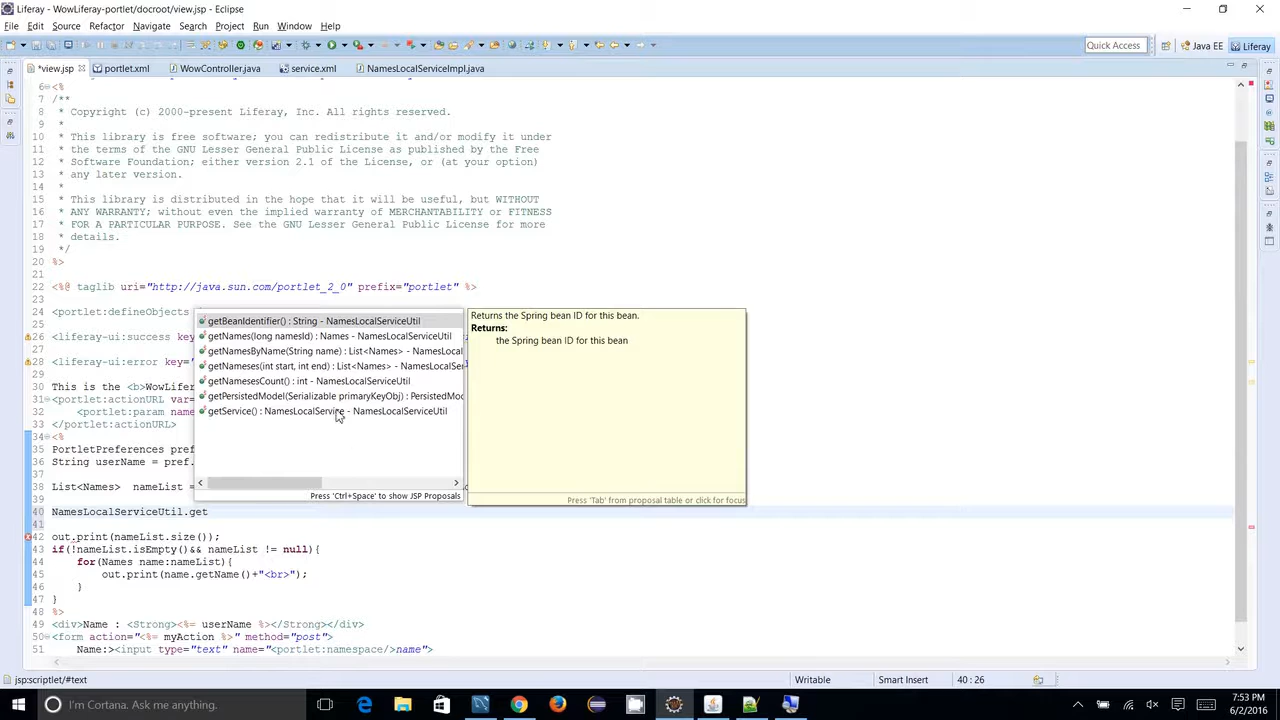 Liferay - WowLiferay-portlet/docroot/view.jsp - Eclipse
File Edit Source Refactor Navigate Search Project Run Window Help
Quick Access Java EE Liferay
*view.jsp portlet.xml WowController.java service.xml NamesLocalServiceImpl.java
6 <%
7 /**
8 * Copyright (c) 2000-present Liferay, Inc. All rights reserved.
9 *
10 * This library is free software; you can redistribute it and/or modify it under
11 * the terms of the GNU Lesser General Public License as published by the Free
12 * Software Foundation; either version 2.1 of the License, or (at your option)
13 * any later version.
14 *
15 * This library is distributed in the hope that it will be useful, but WITHOUT
16 * ANY WARRANTY; without even the implied warranty of MERCHANTABILITY or FITNESS
17 * FOR A PARTICULAR PURPOSE. See the GNU Lesser General Public License for more
18 * details.
19 */
20 %>
21
22 <%@ taglib uri="http://java.sun.com/portlet_2_0" prefix="portlet" %>
23
24 <portlet:defineObjects
25
26 <liferay-ui:success key
27
28 <liferay-ui:error key=
29
30 This is the <b>WowLifer
31 <portlet:actionURL var=
32 <portlet:param name
33 </portlet:actionURL>
34 <%
35 PortletPreferences pref
36 String userName = pref.
37
38 List<Names> nameList =
39
40 NamesLocalServiceUtil.get
41
42 out.print(nameList.size());
43 if(!nameList.isEmpty()&& nameList != null){
44 for(Names name:nameList){
45 out.print(name.getName()+"<br>");
46 }
47 }
48 %>
49 <div>Name : <Strong><%= userName %></Strong></div>
50 <form action="<%= myAction %>" method="post">
51 Name:><input type="text" name="<portlet:namespace/>name">
getBeanIdentifier() : String - NamesLocalServiceUtil
getNames(long namesId) : Names - NamesLocalServiceUtil
getNamesByName(String name) : List<Names> - NamesLocal
getNameses(int start, int end) : List<Names> - NamesLocalSer
getNamesesCount() : int - NamesLocalServiceUtil
getPersistedModel(Serializable primaryKeyObj) : PersistedMod
getService() : NamesLocalService - NamesLocalServiceUtil
Press 'Ctrl+Space' to show JSP Proposals
Returns the Spring bean ID for this bean.
Returns:
the Spring bean ID for this bean
Press 'Tab' from proposal table or click for focus
jsp:scriptlet/#text Writable Smart Insert 40 : 26
I'm Cortana. Ask me anything.
7:53 PM
6/2/2016